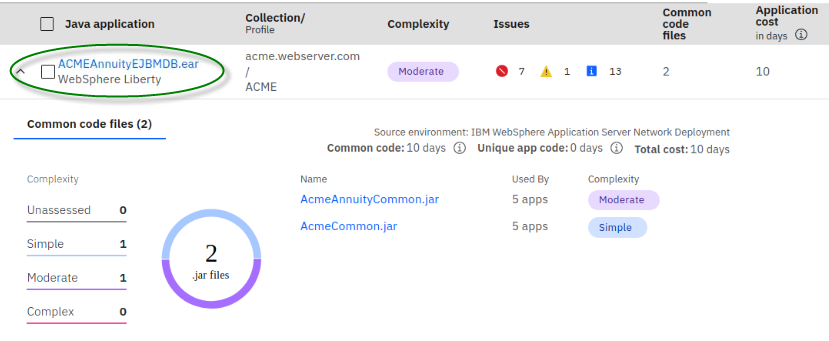 Java application
Collection/
Profile
Complexity
Issues
Common
code
files
Application
cost
in days
ACMEAnnuityEJBMDB.ear
WebSphere Liberty
acme.webserver.com
/
ACME
Moderate
7
1
13
2
10
Common code files (2)
Source environment: IBM WebSphere Application Server Network Deployment
Common code: 10 days Unique app code: 0 days Total cost: 10 days
Complexity
Unassessed 0
Simple 1
Moderate 1
Complex 0
2
.jar files
Name Used By Complexity
AcmeAnnuityCommon.jar 5 apps Moderate
AcmeCommon.jar 5 apps Simple